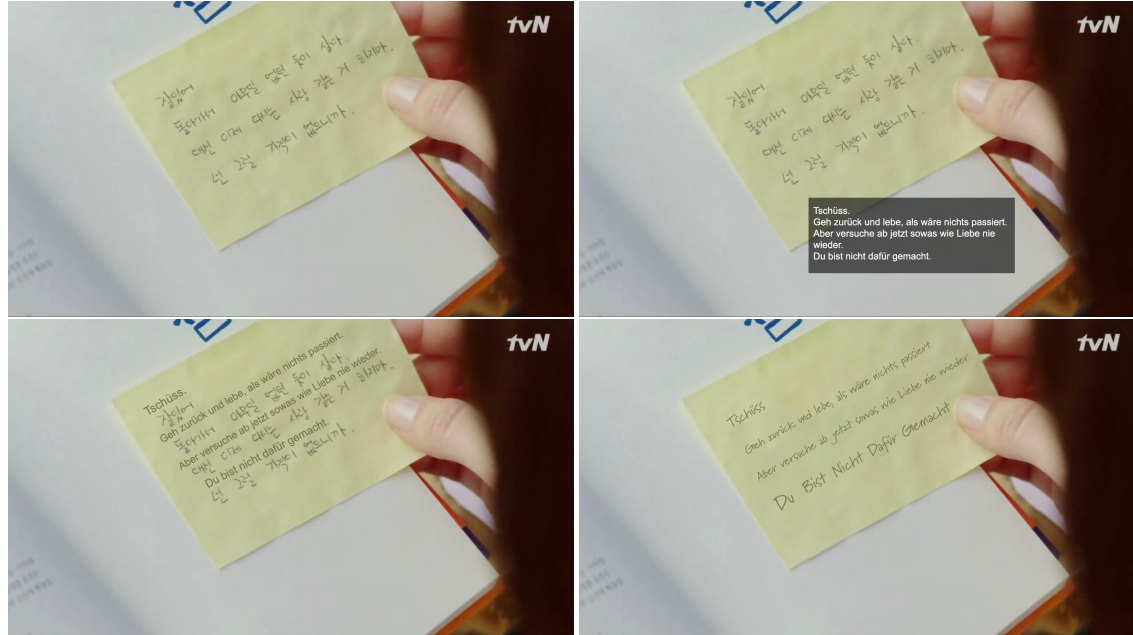 tvN
잘있어.
돌아가서 아무일 없던 듯이 살아.
대신 이제 다시는 사랑 같은 거 하지마.
넌 그럴 자격이 없으니까.
tvN
잘있어.
돌아가서 아무일 없던 듯이 살아.
대신 이제 다시는 사랑 같은 거 하지마.
넌 그럴 자격이 없으니까.
Tschüss.
Geh zurück und lebe, als wäre nichts passiert.
Aber versuche ab jetzt sowas wie Liebe nie
wieder.
Du bist nicht dafür gemacht.
tvN
Tschüss.
잘있어.
Geh zurück und lebe, als wäre nichts passiert.
돌아가서 아무일 없던 듯이 살아.
Aber versuche ab jetzt sowas wie Liebe nie wieder.
대신 이제 다시는 사랑 같은 거 하지마.
Du bist nicht dafür gemacht.
넌 그럴 자격이 없으니까.
tvN
Tschüss
Geh zurück und lebe, als wäre nichts passiert
Aber versuche ab jetzt sowas wie Liebe nie wieder.
Du Bist Nicht Dafür Gemacht